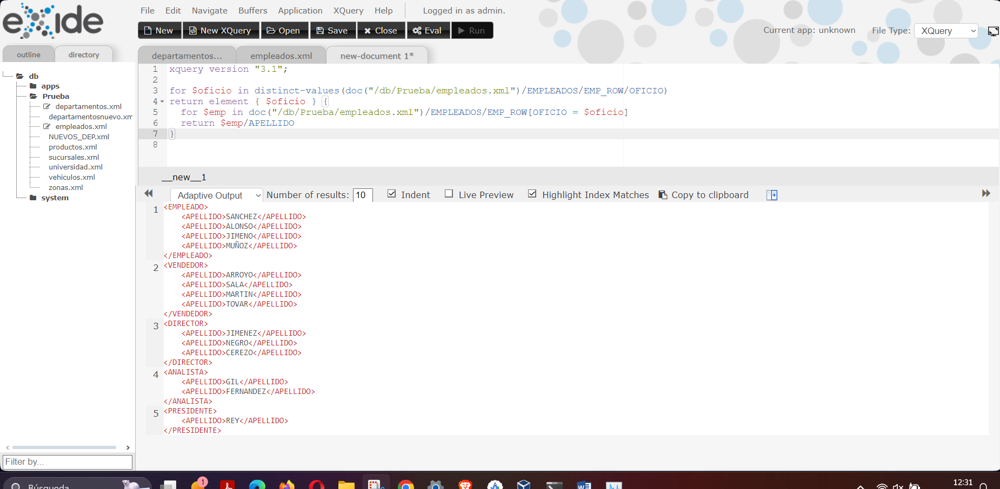 eXide
File Edit Navigate Buffers Application XQuery Help Logged in as admin.
New New XQuery Open Save Close Eval Run
Current app: unknown File Type: XQuery
outline directory
departamentos... empleados.xml new-document 1*
db
apps
Prueba
departamentos.xml
departamentosnuevo.xm
empleados.xml
NUEVOS_DEP.xml
productos.xml
sucursales.xml
universidad.xml
vehiculos.xml
zonas.xml
system
Filter by...
1 xquery version "3.1";
2
3 for $oficio in distinct-values(doc("/db/Prueba/empleados.xml")/EMPLEADOS/EMP_ROW/OFICIO)
4 return element { $oficio } {
5 for $emp in doc("/db/Prueba/empleados.xml")/EMPLEADOS/EMP_ROW[OFICIO = $oficio]
6 return $emp/APELLIDO
7 }
8
__new__1
Adaptive Output Number of results: 10 Indent Live Preview Highlight Index Matches Copy to clipboard
1 <EMPLEADO>
<APELLIDO>SANCHEZ</APELLIDO>
<APELLIDO>ALONSO</APELLIDO>
<APELLIDO>JIMENO</APELLIDO>
<APELLIDO>MUÑOZ</APELLIDO>
</EMPLEADO>
2 <VENDEDOR>
<APELLIDO>ARROYO</APELLIDO>
<APELLIDO>SALA</APELLIDO>
<APELLIDO>MARTIN</APELLIDO>
<APELLIDO>TOVAR</APELLIDO>
</VENDEDOR>
3 <DIRECTOR>
<APELLIDO>JIMENEZ</APELLIDO>
<APELLIDO>NEGRO</APELLIDO>
<APELLIDO>CEREZO</APELLIDO>
</DIRECTOR>
4 <ANALISTA>
<APELLIDO>GIL</APELLIDO>
<APELLIDO>FERNANDEZ</APELLIDO>
</ANALISTA>
5 <PRESIDENTE>
<APELLIDO>REY</APELLIDO>
</PRESIDENTE>
Búsqueda
1
12:31